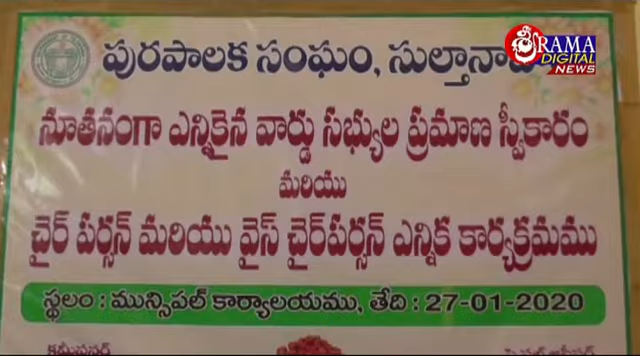 పురపాలక సంఘం,
శ్రీRAMA
DIGITAL
NEWS
నూతనంగా ఎన్నికైన వార్డు సభ్యుల ప్రమాణ స్వీకారం
మరియు
చైర్ పర్సన్ మరియు వైస్ చైర్‌పర్సన్ ఎన్నిక కార్యక్రమము
స్థలం : మున్సిపల్ కార్యాలయము, తేది : 27-01-2020